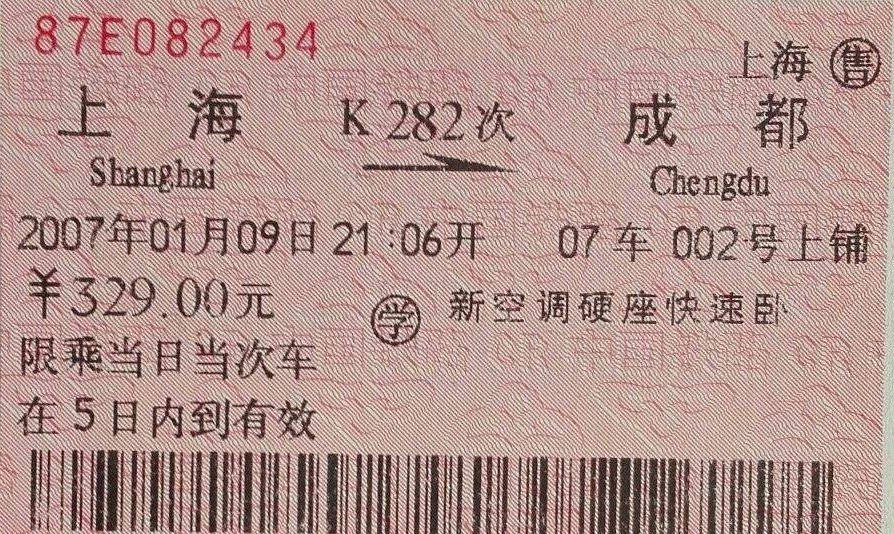 87E082434
上海 售
上海 K 282次 成都
Shanghai Chengdu
2007年01月09日 21:06开 07车 002号上铺
￥329.00元
学 新空调硬座快速卧
限乘当日当次车
在5日内到有效